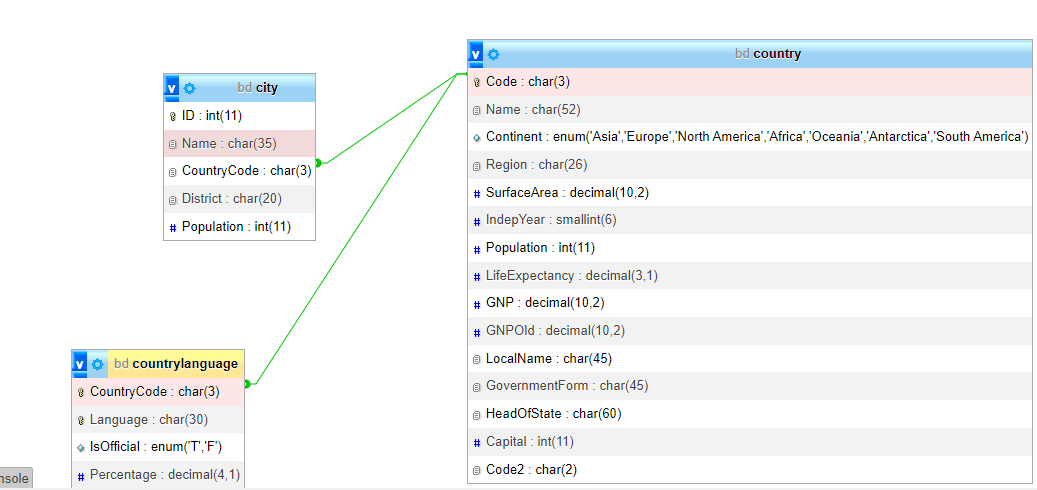 bd city
ID : int(11)
Name : char(35)
CountryCode : char(3)
District : char(20)
Population : int(11)
bd countrylanguage
CountryCode : char(3)
Language : char(30)
IsOfficial : enum('T','F')
Percentage : decimal(4,1)
nsole
bd country
Code : char(3)
Name : char(52)
Continent : enum('Asia','Europe','North America','Africa','Oceania','Antarctica','South America')
Region : char(26)
SurfaceArea : decimal(10,2)
IndepYear : smallint(6)
Population : int(11)
LifeExpectancy : decimal(3,1)
GNP : decimal(10,2)
GNPOld : decimal(10,2)
LocalName : char(45)
GovernmentForm : char(45)
HeadOfState : char(60)
Capital : int(11)
Code2 : char(2)